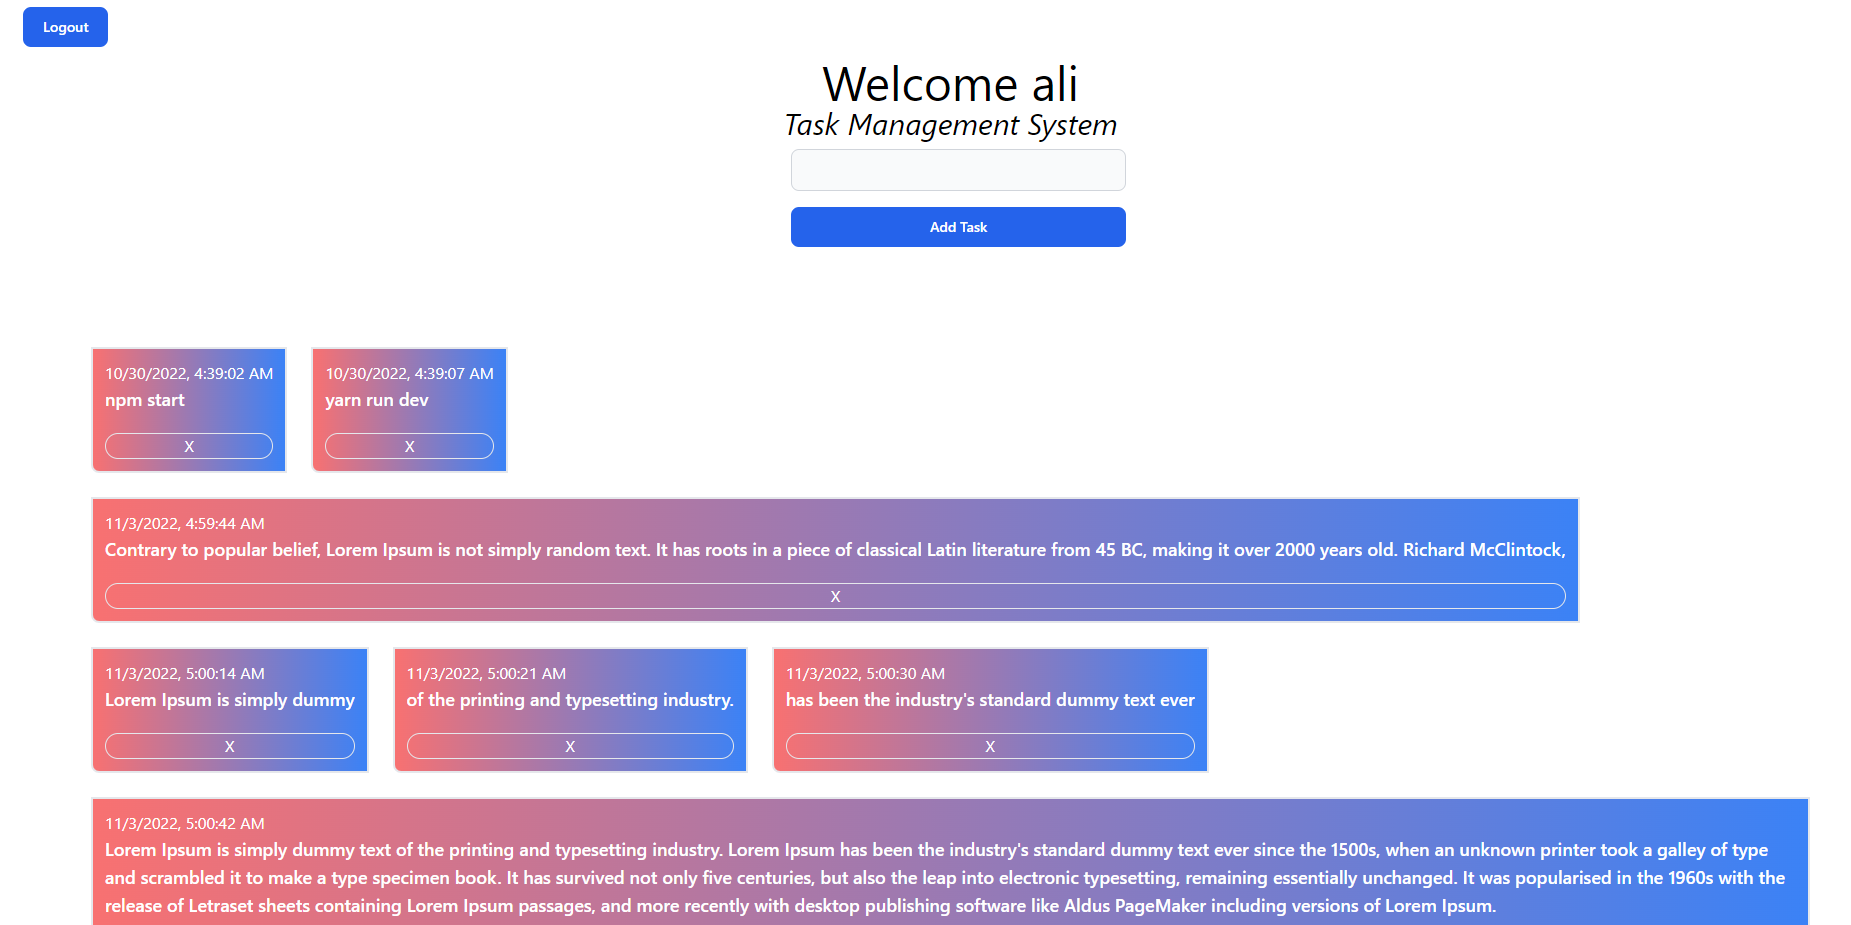 Logout
Welcome ali
Task Management System
Add Task
10/30/2022, 4:39:02 AM
npm start
X
10/30/2022, 4:39:07 AM
yarn run dev
X
11/3/2022, 4:59:44 AM
Contrary to popular belief, Lorem Ipsum is not simply random text. It has roots in a piece of classical Latin literature from 45 BC, making it over 2000 years old. Richard McClintock,
X
11/3/2022, 5:00:14 AM
Lorem Ipsum is simply dummy
X
11/3/2022, 5:00:21 AM
of the printing and typesetting industry.
X
11/3/2022, 5:00:30 AM
has been the industry's standard dummy text ever
X
11/3/2022, 5:00:42 AM
Lorem Ipsum is simply dummy text of the printing and typesetting industry. Lorem Ipsum has been the industry's standard dummy text ever since the 1500s, when an unknown printer took a galley of type
and scrambled it to make a type specimen book. It has survived not only five centuries, but also the leap into electronic typesetting, remaining essentially unchanged. It was popularised in the 1960s with the
release of Letraset sheets containing Lorem Ipsum passages, and more recently with desktop publishing software like Aldus PageMaker including versions of Lorem Ipsum.